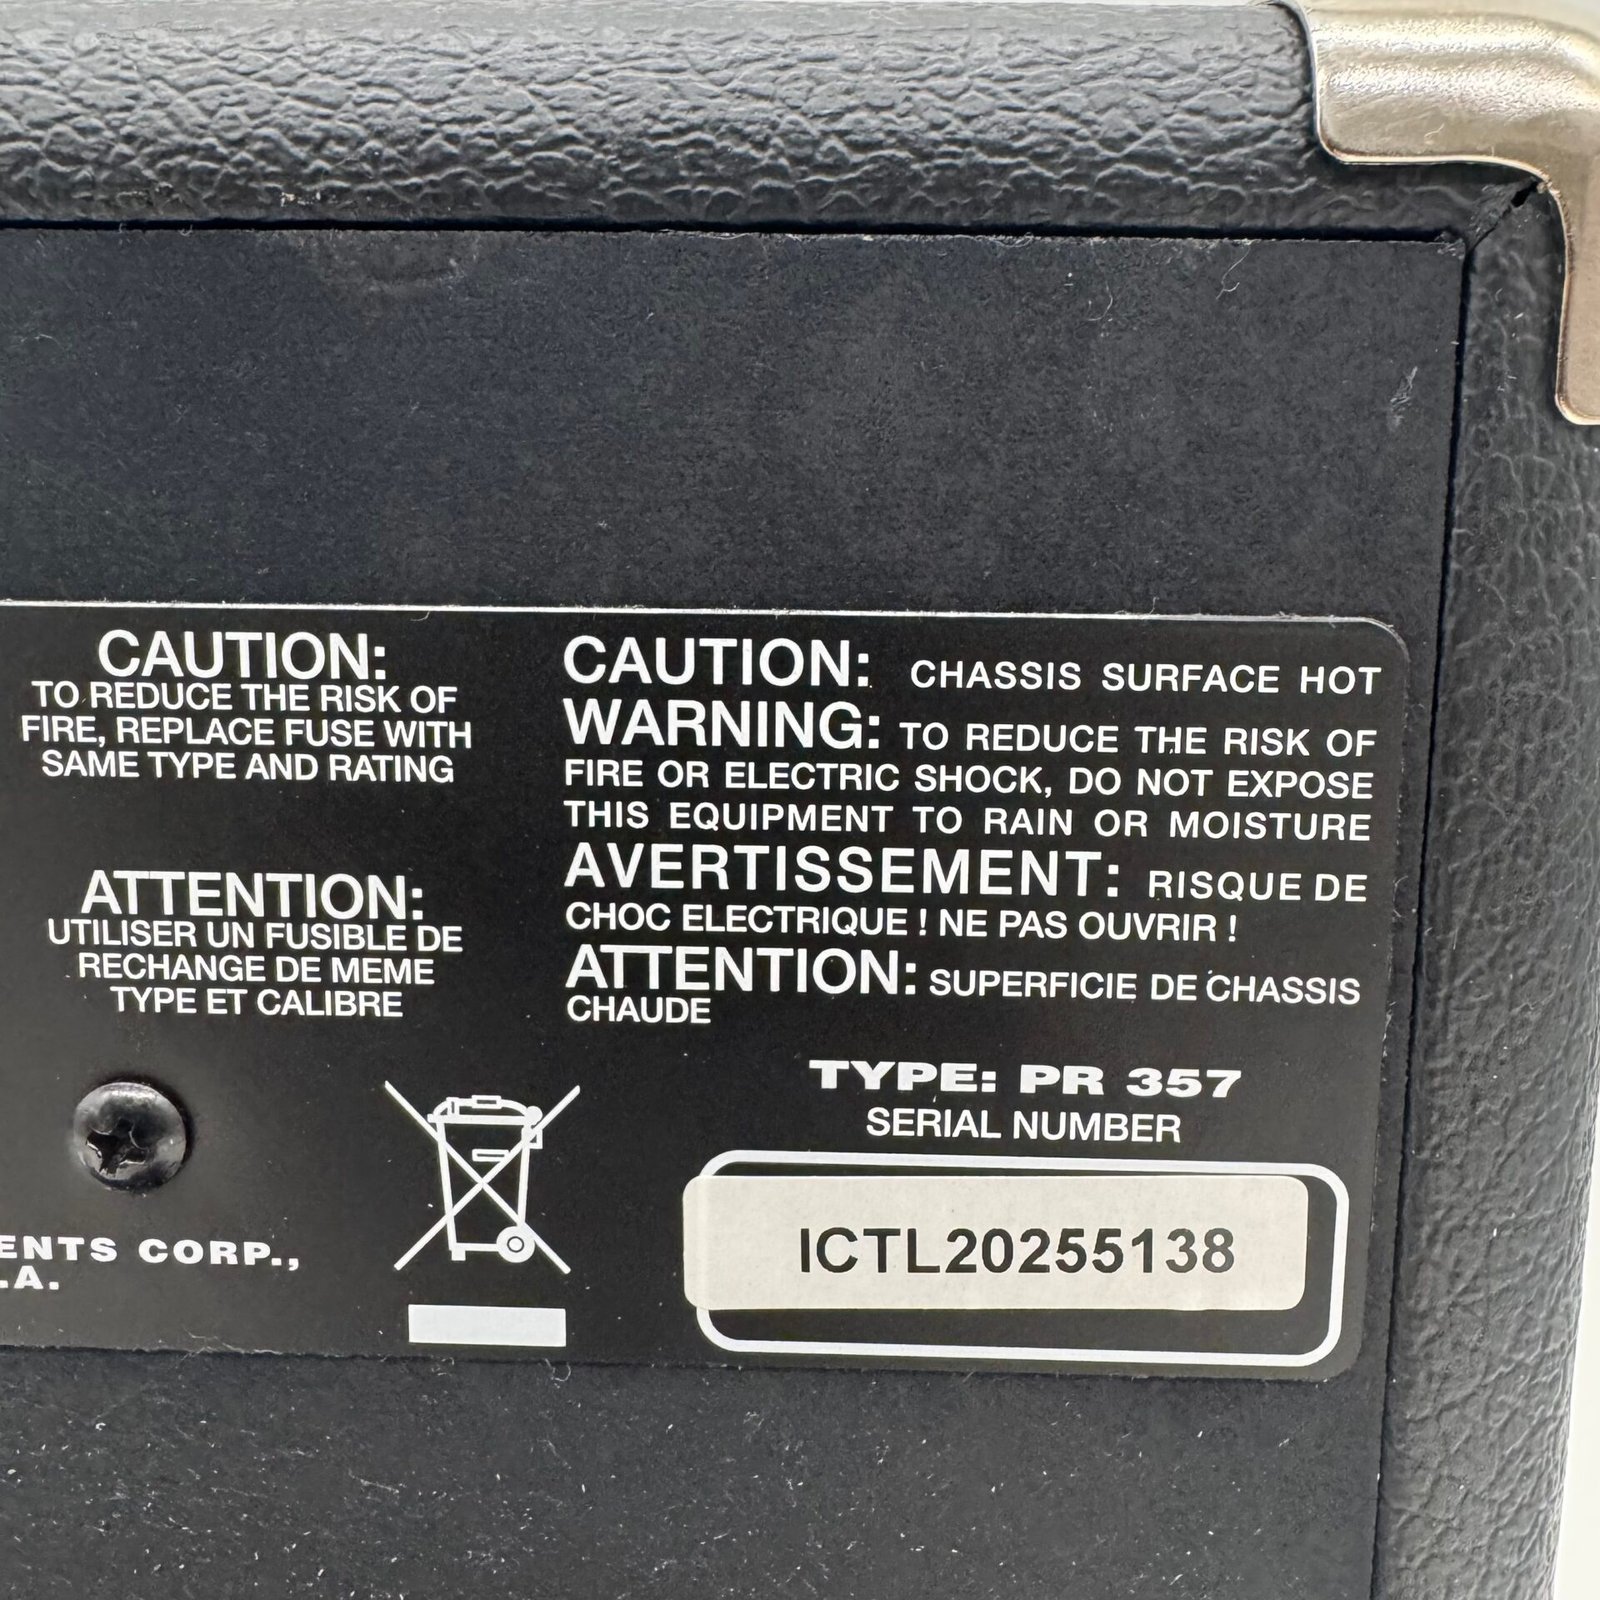 CAUTION:
TO REDUCE THE RISK OF
FIRE, REPLACE FUSE WITH
SAME TYPE AND RATING
ATTENTION:
UTILISER UN FUSIBLE DE
RECHANGE DE MEME
TYPE ET CALIBRE
CAUTION: CHASSIS SURFACE HOT
WARNING: TO REDUCE THE RISK OF
FIRE OR ELECTRIC SHOCK, DO NOT EXPOSE
THIS EQUIPMENT TO RAIN OR MOISTURE
AVERTISSEMENT: RISQUE DE
CHOC ELECTRIQUE ! NE PAS OUVRIR !
ATTENTION: SUPERFICIE DE CHASSIS
CHAUDE
TYPE: PR 357
SERIAL NUMBER
ICTL20255138
ENTS CORP.,
.A.